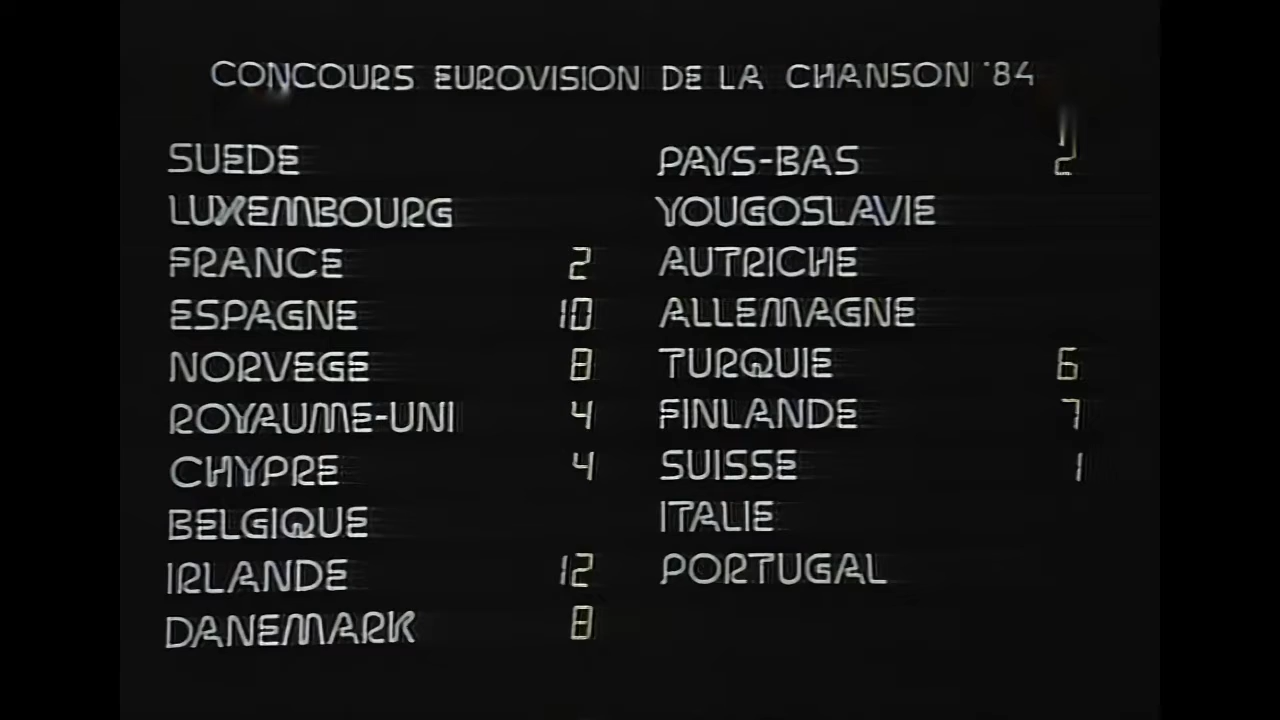 CONCOURS EUROVISION DE LA CHANSON '84
SUEDE
LUXEMBOURG
FRANCE 2
ESPAGNE 10
NORVEGE 8
ROYAUME-UNI 4
CHYPRE 4
BELGIQUE
IRLANDE 12
DANEMARK 8
PAYS-BAS 2
YOUGOSLAVIE
AUTRICHE
ALLEMAGNE
TURQUIE 6
FINLANDE 7
SUISSE 1
ITALIE
PORTUGAL